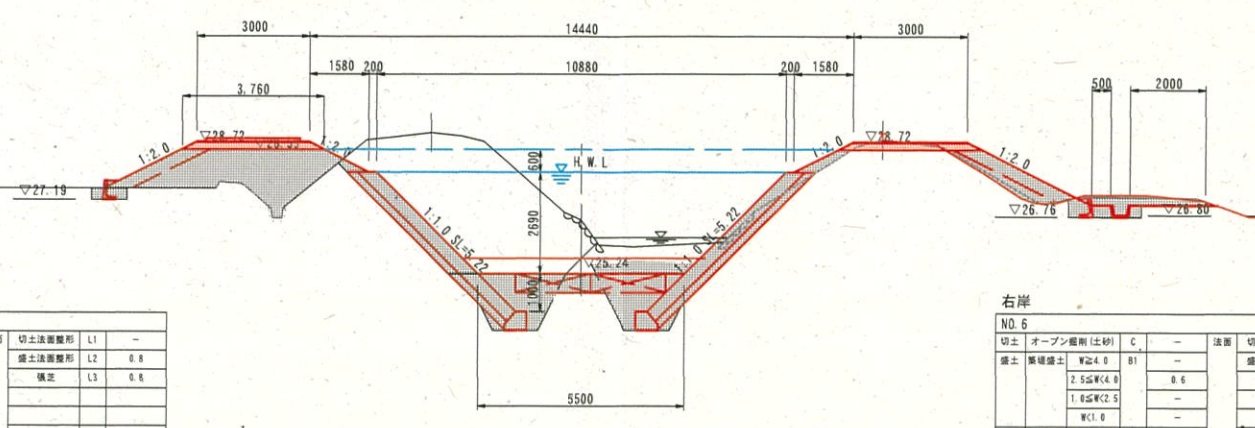 3000
14440
3000
1580
200
10880
200
1580
3.760
500
2000
▽28.72
1:2.0
1:2.0
600
H.W.L
1:2.0
▽28.72
1:2.0
▽27.19
2690
1:1.0 SL=5.22
1:1.0 SL=5.22
▽26.76
▽26.80
▽25.24
1000
5500
右岸
NO.6
切土法面整形 L1 −
盛土法面整形 L2 0.8
張芝 L3 0.8
切土 オープン掘削(土砂) C − 法面 切
盛土 築堤盛土 W≧4.0 B1 − 盛
2.5≦W<4.0 0.6
1.0≦W<2.5 −
W<1.0 −